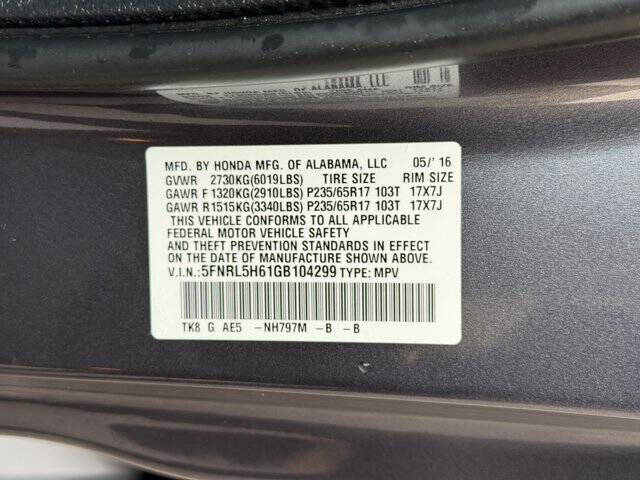 MFD. BY HONDA MFG. OF ALABAMA, LLC 05/'16
GVWR 2730KG(6019LBS) TIRE SIZE RIM SIZE
GAWR F1320KG(2910LBS)P235/65R17 103T 17X7J
GAWR R1515KG(3340LBS)P235/65R17 103T 17X7J
THIS VEHICLE CONFORMS TO ALL APPLICABLE
FEDERAL MOTOR VEHICLE SAFETY
AND THEFT PREVENTION STANDARDS IN EFFECT
ON THE DATE OF MANUFACTURE SHOWN ABOVE.
V.I.N.:5FNRL5H61GB104299 TYPE: MPV
TK8 G AE5 -NH797M -B -B